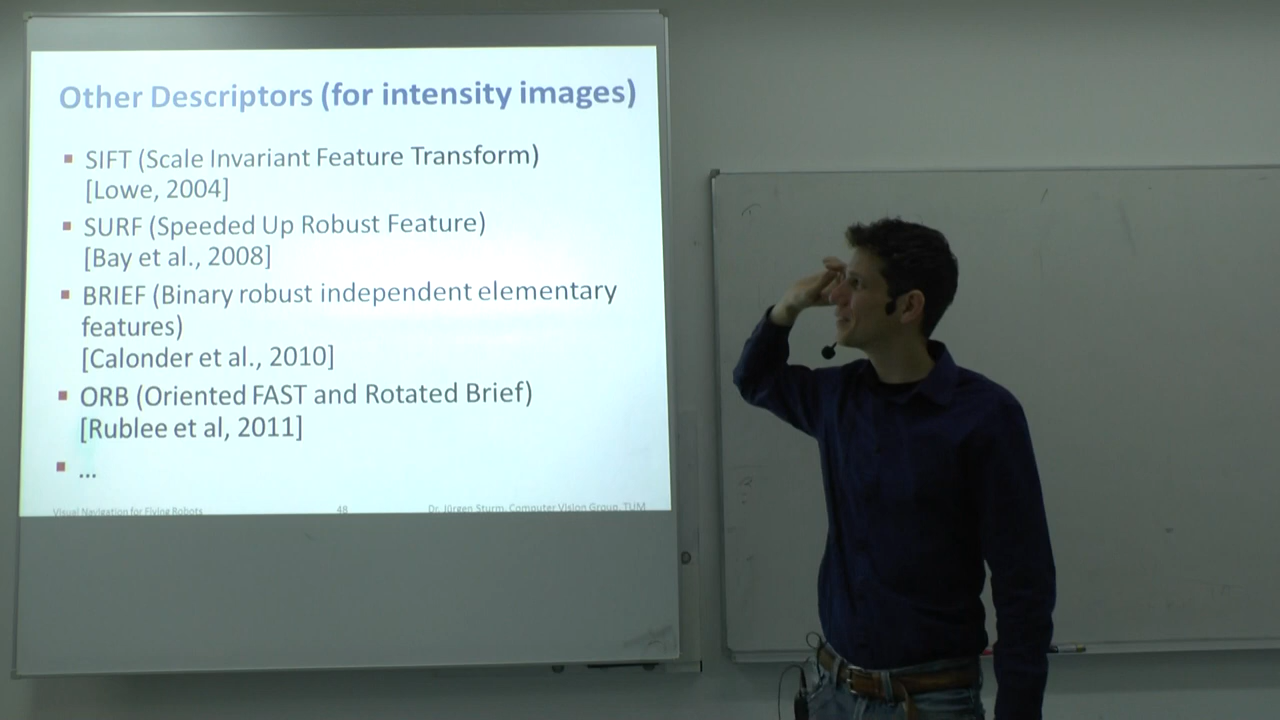 Other Descriptors (for intensity images)
SIFT (Scale Invariant Feature Transform)
[Lowe, 2004]
SURF (Speeded Up Robust Feature)
[Bay et al., 2008]
BRIEF (Binary robust independent elementary
features)
[Calonder et al., 2010]
ORB (Oriented FAST and Rotated Brief)
[Rublee et al, 2011]
...
Visual Navigation for Flying Robots 48 Dr. Jürgen Sturm, Computer Vision Group, TUM